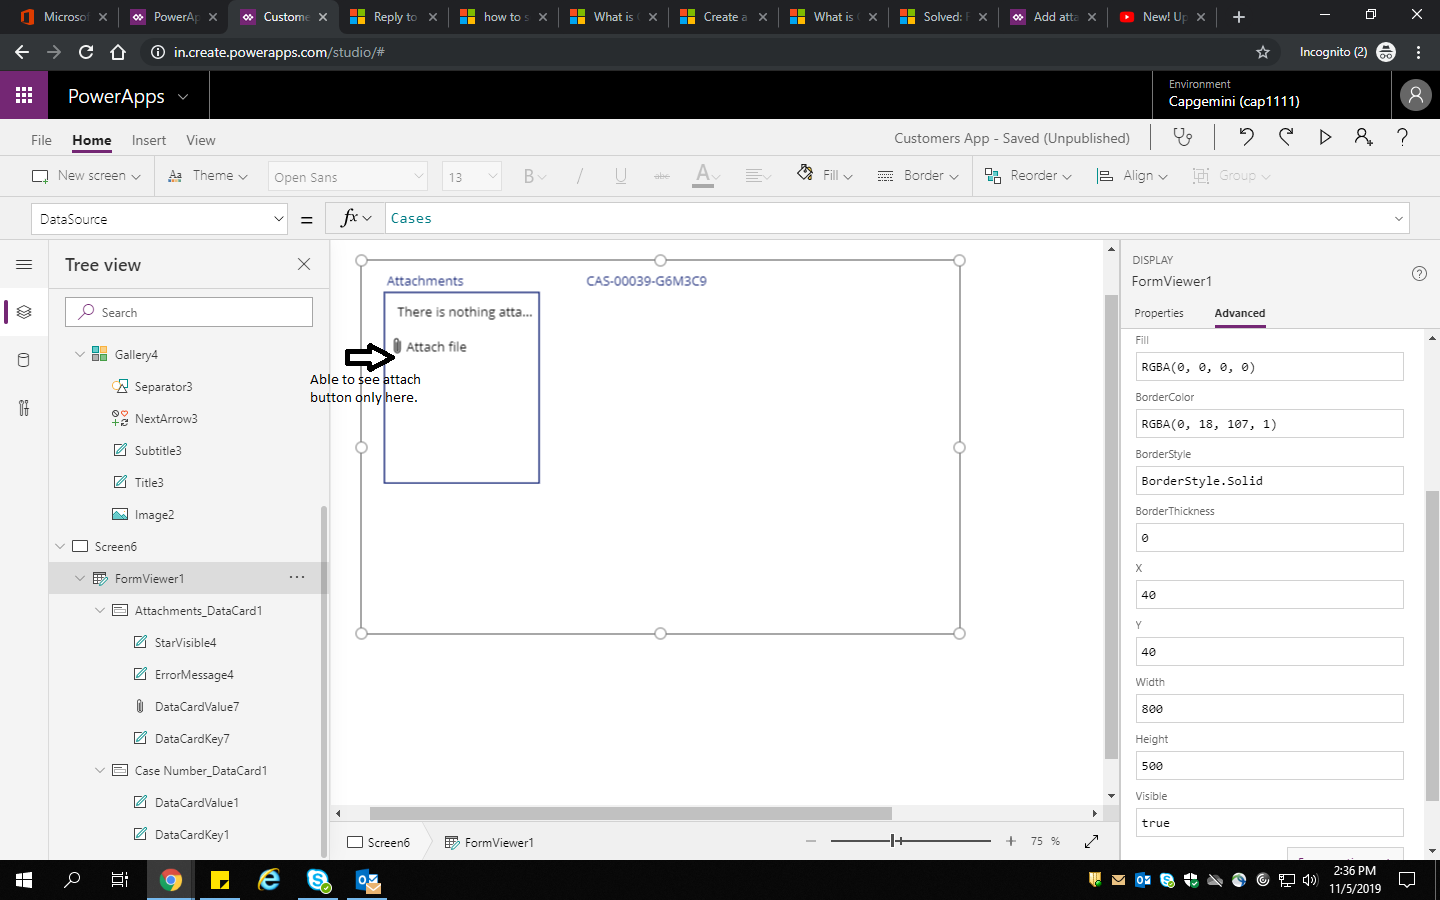 Microsof
PowerAp
Custome
Reply to
how to s
What is
Create a
What is
Solved: F
Add atta
New! Up
in.create.powerapps.com/studio/#
Incognito (2)
PowerApps
Environment
Capgemini (cap1111)
File
Home
Insert
View
Customers App - Saved (Unpublished)
New screen
Theme
Open Sans
13
B
/
U
abc
A
Fill
Border
Reorder
Align
Group
DataSource
=
fx
Cases
Tree view
Search
Gallery4
Separator3
NextArrow3
Subtitle3
Title3
Image2
Screen6
FormViewer1
Attachments_DataCard1
StarVisible4
ErrorMessage4
DataCardValue7
DataCardKey7
Case Number_DataCard1
DataCardValue1
DataCardKey1
Attachments
CAS-00039-G6M3C9
There is nothing atta...
Attach file
Able to see attach
button only here.
Screen6
FormViewer1
75 %
DISPLAY
FormViewer1
Properties
Advanced
Fill
RGBA(0, 0, 0, 0)
BorderColor
RGBA(0, 18, 107, 1)
BorderStyle
BorderStyle.Solid
BorderThickness
0
X
40
Y
40
Width
800
Height
500
Visible
true
2:36 PM
11/5/2019